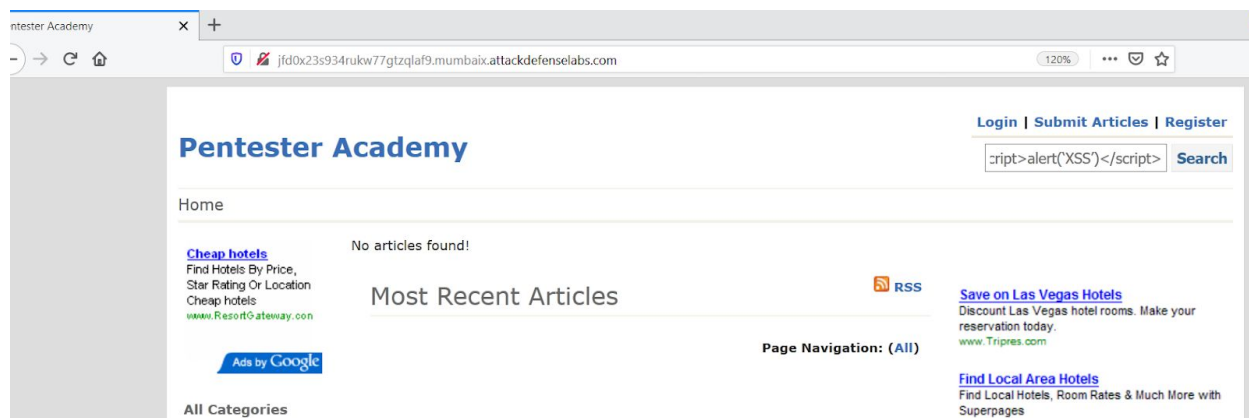 ntester Academy
jfd0x23s934rukw77gtzqlaf9.mumbaix.attackdefenselabs.com
120%
Login | Submit Articles | Register
Pentester Academy
cript>alert('XSS')</script> Search
Home
Cheap hotels
Find Hotels By Price,
Star Rating Or Location
Cheap hotels
www.ResortGateway.con
Ads by Google
All Categories
No articles found!
Most Recent Articles
RSS
Page Navigation: (All)
Save on Las Vegas Hotels
Discount Las Vegas hotel rooms. Make your
reservation today.
www.Tripres.com
Find Local Area Hotels
Find Local Hotels, Room Rates & Much More with
Superpages